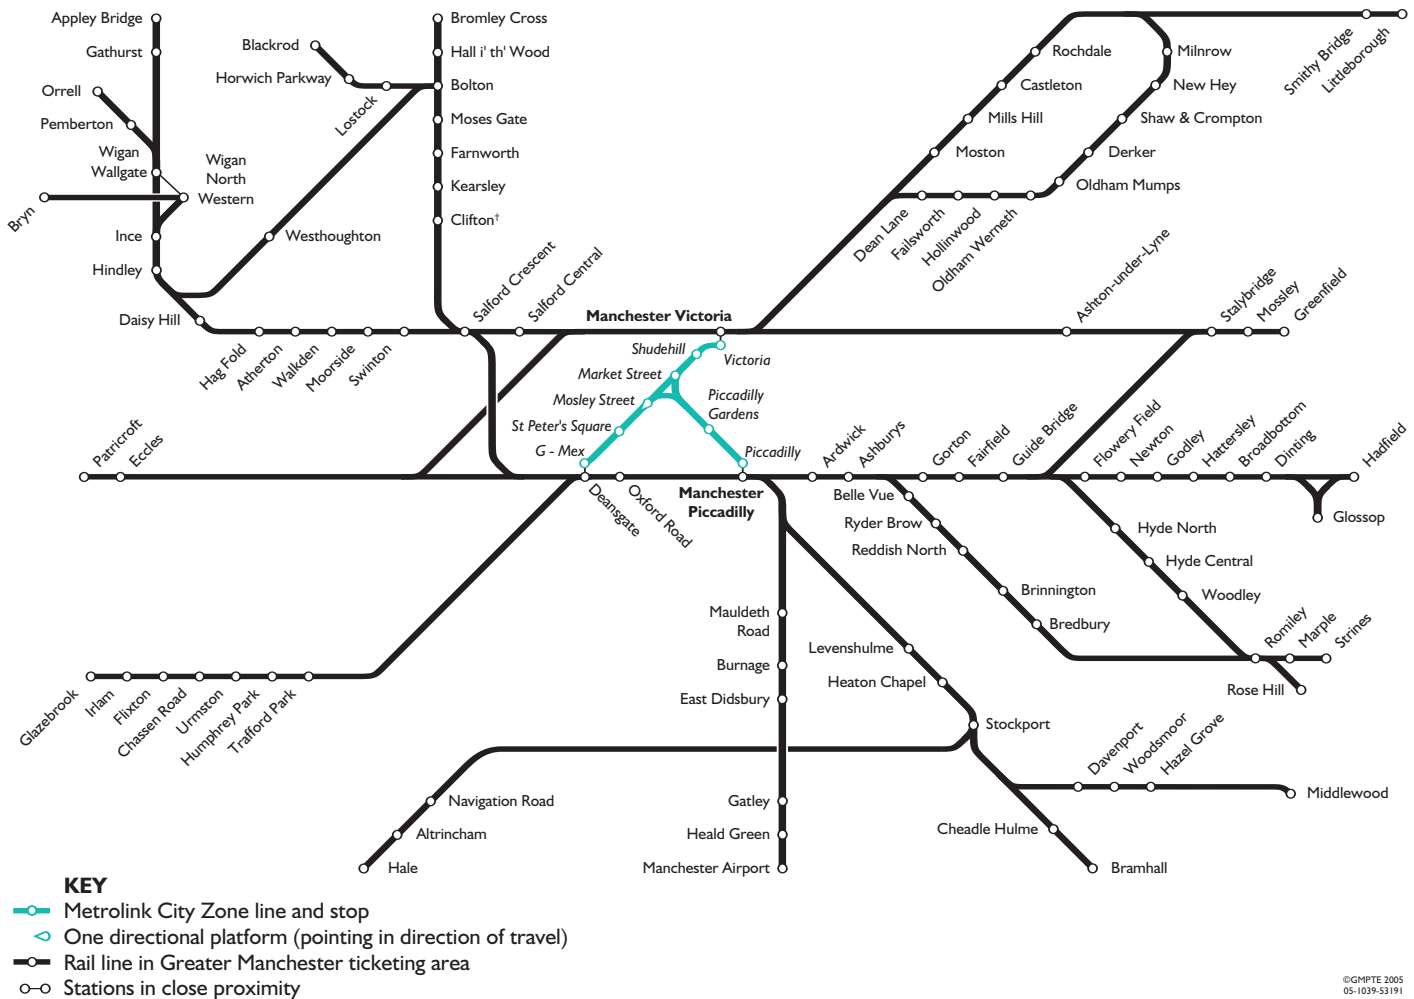 Appley Bridge
Gathurst
Orrell
Pemberton
Wigan
Wallgate
Wigan
North
Western
Bryn
Ince
Hindley
Daisy Hill
Blackrod
Horwich Parkway
Lostock
Westhoughton
Bromley Cross
Hall i' th' Wood
Bolton
Moses Gate
Farnworth
Kearsley
Clifton†
Salford Crescent
Salford Central
Hag Fold
Atherton
Walkden
Moorside
Swinton
Manchester Victoria
Rochdale
Castleton
Mills Hill
Moston
Smithy Bridge
Littleborough
Milnrow
New Hey
Shaw & Crompton
Derker
Oldham Mumps
Dean Lane
Failsworth
Hollinwood
Oldham Werneth
Ashton-under-Lyne
Stalybridge
Mossley
Greenfield
Shudehill
Victoria
Market Street
Mosley Street
Piccadilly
Gardens
St Peter's Square
G - Mex
Piccadilly
Patricroft
Eccles
Deansgate
Oxford Road
Manchester
Piccadilly
Ardwick
Ashburys
Gorton
Fairfield
Guide Bridge
Flowery Field
Newton
Godley
Hattersley
Broadbottom
Dinting
Hadfield
Glossop
Belle Vue
Ryder Brow
Reddish North
Brinnington
Bredbury
Hyde North
Hyde Central
Woodley
Romiley
Marple
Strines
Rose Hill
Glazebrook
Irlam
Flixton
Chassen Road
Urmston
Humphrey Park
Trafford Park
Mauldeth
Road
Burnage
East Didsbury
Gatley
Heald Green
Manchester Airport
Levenshulme
Heaton Chapel
Stockport
Davenport
Woodsmoor
Hazel Grove
Middlewood
Cheadle Hulme
Bramhall
Navigation Road
Altrincham
Hale
KEY
Metrolink City Zone line and stop
One directional platform (pointing in direction of travel)
Rail line in Greater Manchester ticketing area
Stations in close proximity
©GMPTE 2005
05-1039-53191